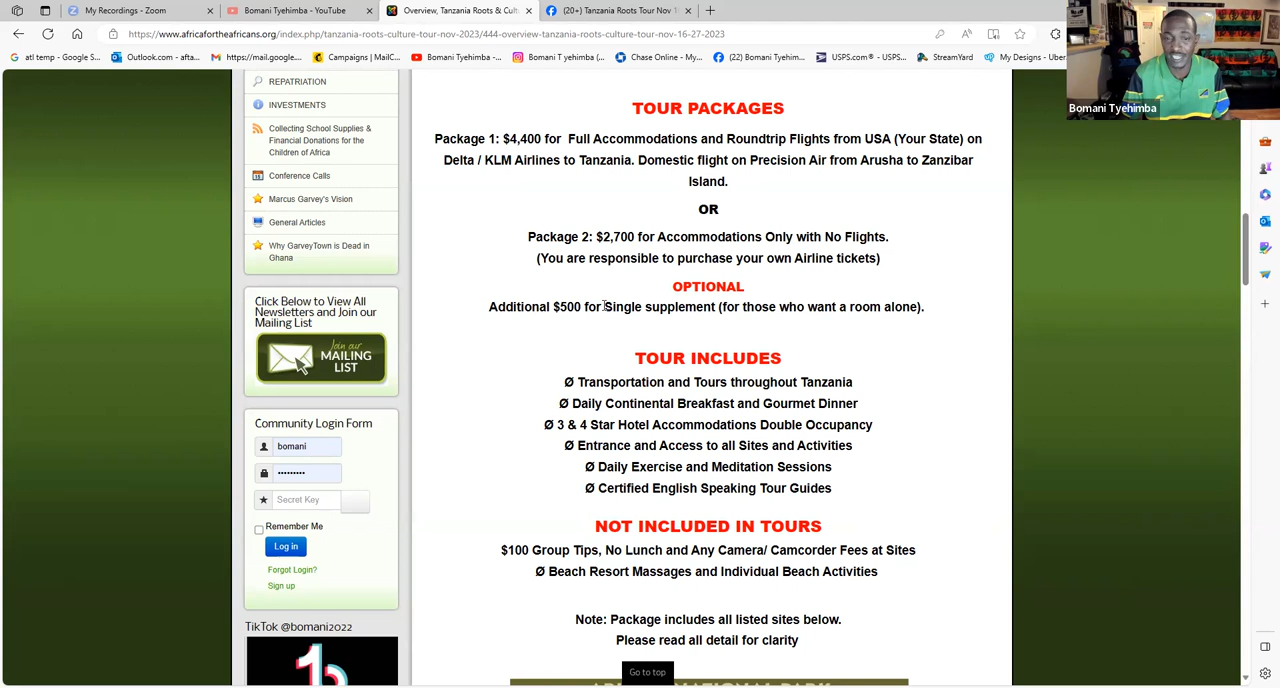 My Recordings - Zoom
Bomani Tyehimba - YouTube
Overview, Tanzania Roots & Cult
(20+) Tanzania Roots Tour Nov 1
https://www.africafortheafricans.org/index.php/tanzania-roots-culture-tour-nov-2023/444-overview-tanzania-roots-culture-tour-nov-16-27-2023
atl temp - Google S...
Outlook.com - afta...
https://mail.google...
Campaigns | MailC...
Bomani Tyehimba -...
Bomani T yehimba (...
Chase Online - My...
(22) Bomani Tyehim...
USPS.com® - USPS...
StreamYard
My Designs - Uber
Bomani Tyehimba
REPATRIATION
INVESTMENTS
Collecting School Supplies &
Financial Donations for the
Children of Africa
Conference Calls
Marcus Garvey's Vision
General Articles
Why GarveyTown is Dead in
Ghana
Click Below to View All
Newsletters and Join our
Mailing List
Join our
MAILING
LIST
Community Login Form
bomani
•••••••••
Secret Key
Remember Me
Log in
Forgot Login?
Sign up
TikTok @bomani2022
TOUR PACKAGES
Package 1: $4,400 for Full Accommodations and Roundtrip Flights from USA (Your State) on
Delta / KLM Airlines to Tanzania. Domestic flight on Precision Air from Arusha to Zanzibar
Island.
OR
Package 2: $2,700 for Accommodations Only with No Flights.
(You are responsible to purchase your own Airline tickets)
OPTIONAL
Additional $500 for Single supplement (for those who want a room alone).
TOUR INCLUDES
Ø Transportation and Tours throughout Tanzania
Ø Daily Continental Breakfast and Gourmet Dinner
Ø 3 & 4 Star Hotel Accommodations Double Occupancy
Ø Entrance and Access to all Sites and Activities
Ø Daily Exercise and Meditation Sessions
Ø Certified English Speaking Tour Guides
NOT INCLUDED IN TOURS
$100 Group Tips, No Lunch and Any Camera/ Camcorder Fees at Sites
Ø Beach Resort Massages and Individual Beach Activities
Note: Package includes all listed sites below.
Please read all detail for clarity
Go to top